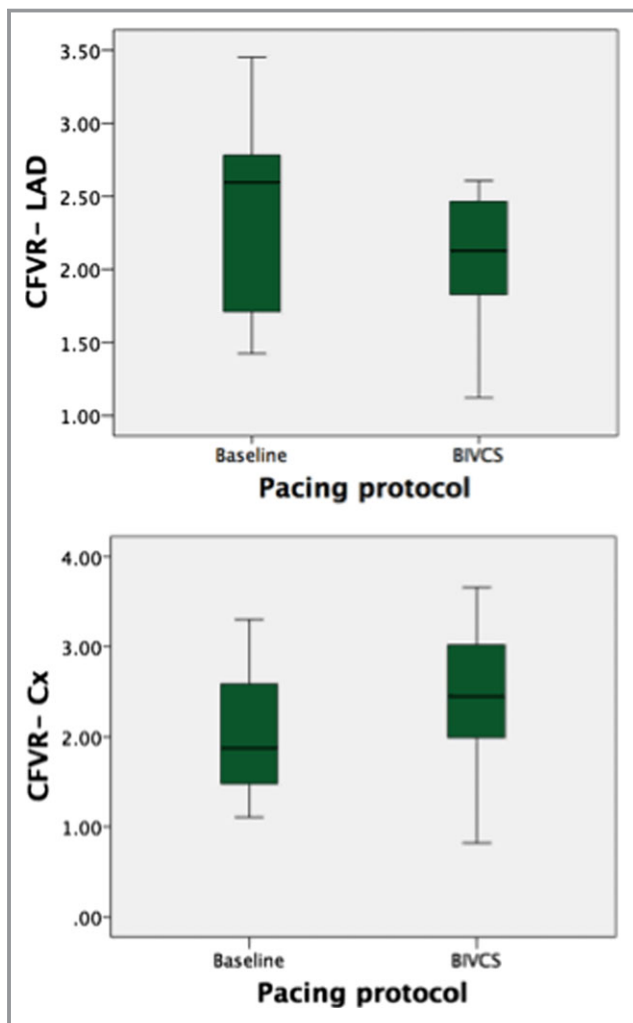 CFVR- LAD
3.50
3.00
2.50
2.00
1.50
1.00
Baseline
BIVCS
Pacing protocol
CFVR- Cx
4.00
3.00
2.00
1.00
.00
Baseline
BIVCS
Pacing protocol